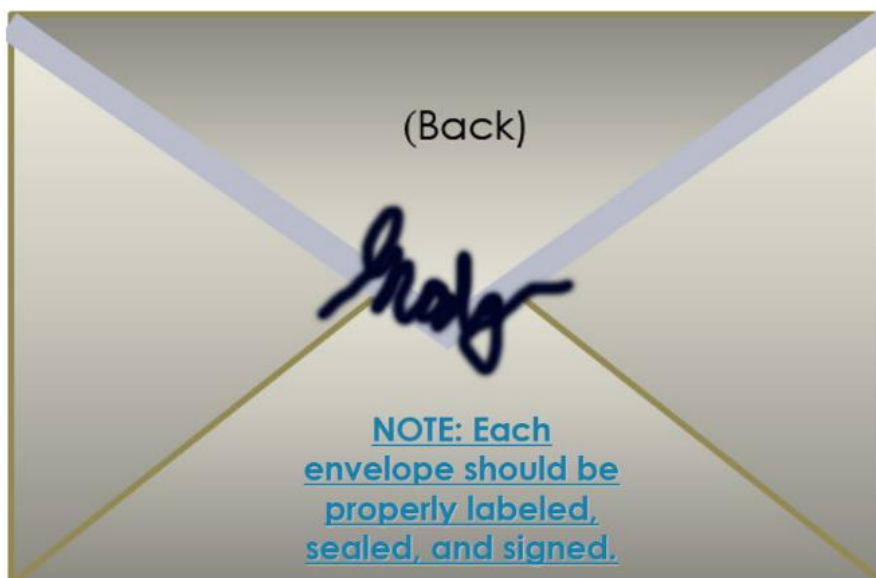 (Back)
NOTE: Each
envelope should be
properly labeled,
sealed, and signed.